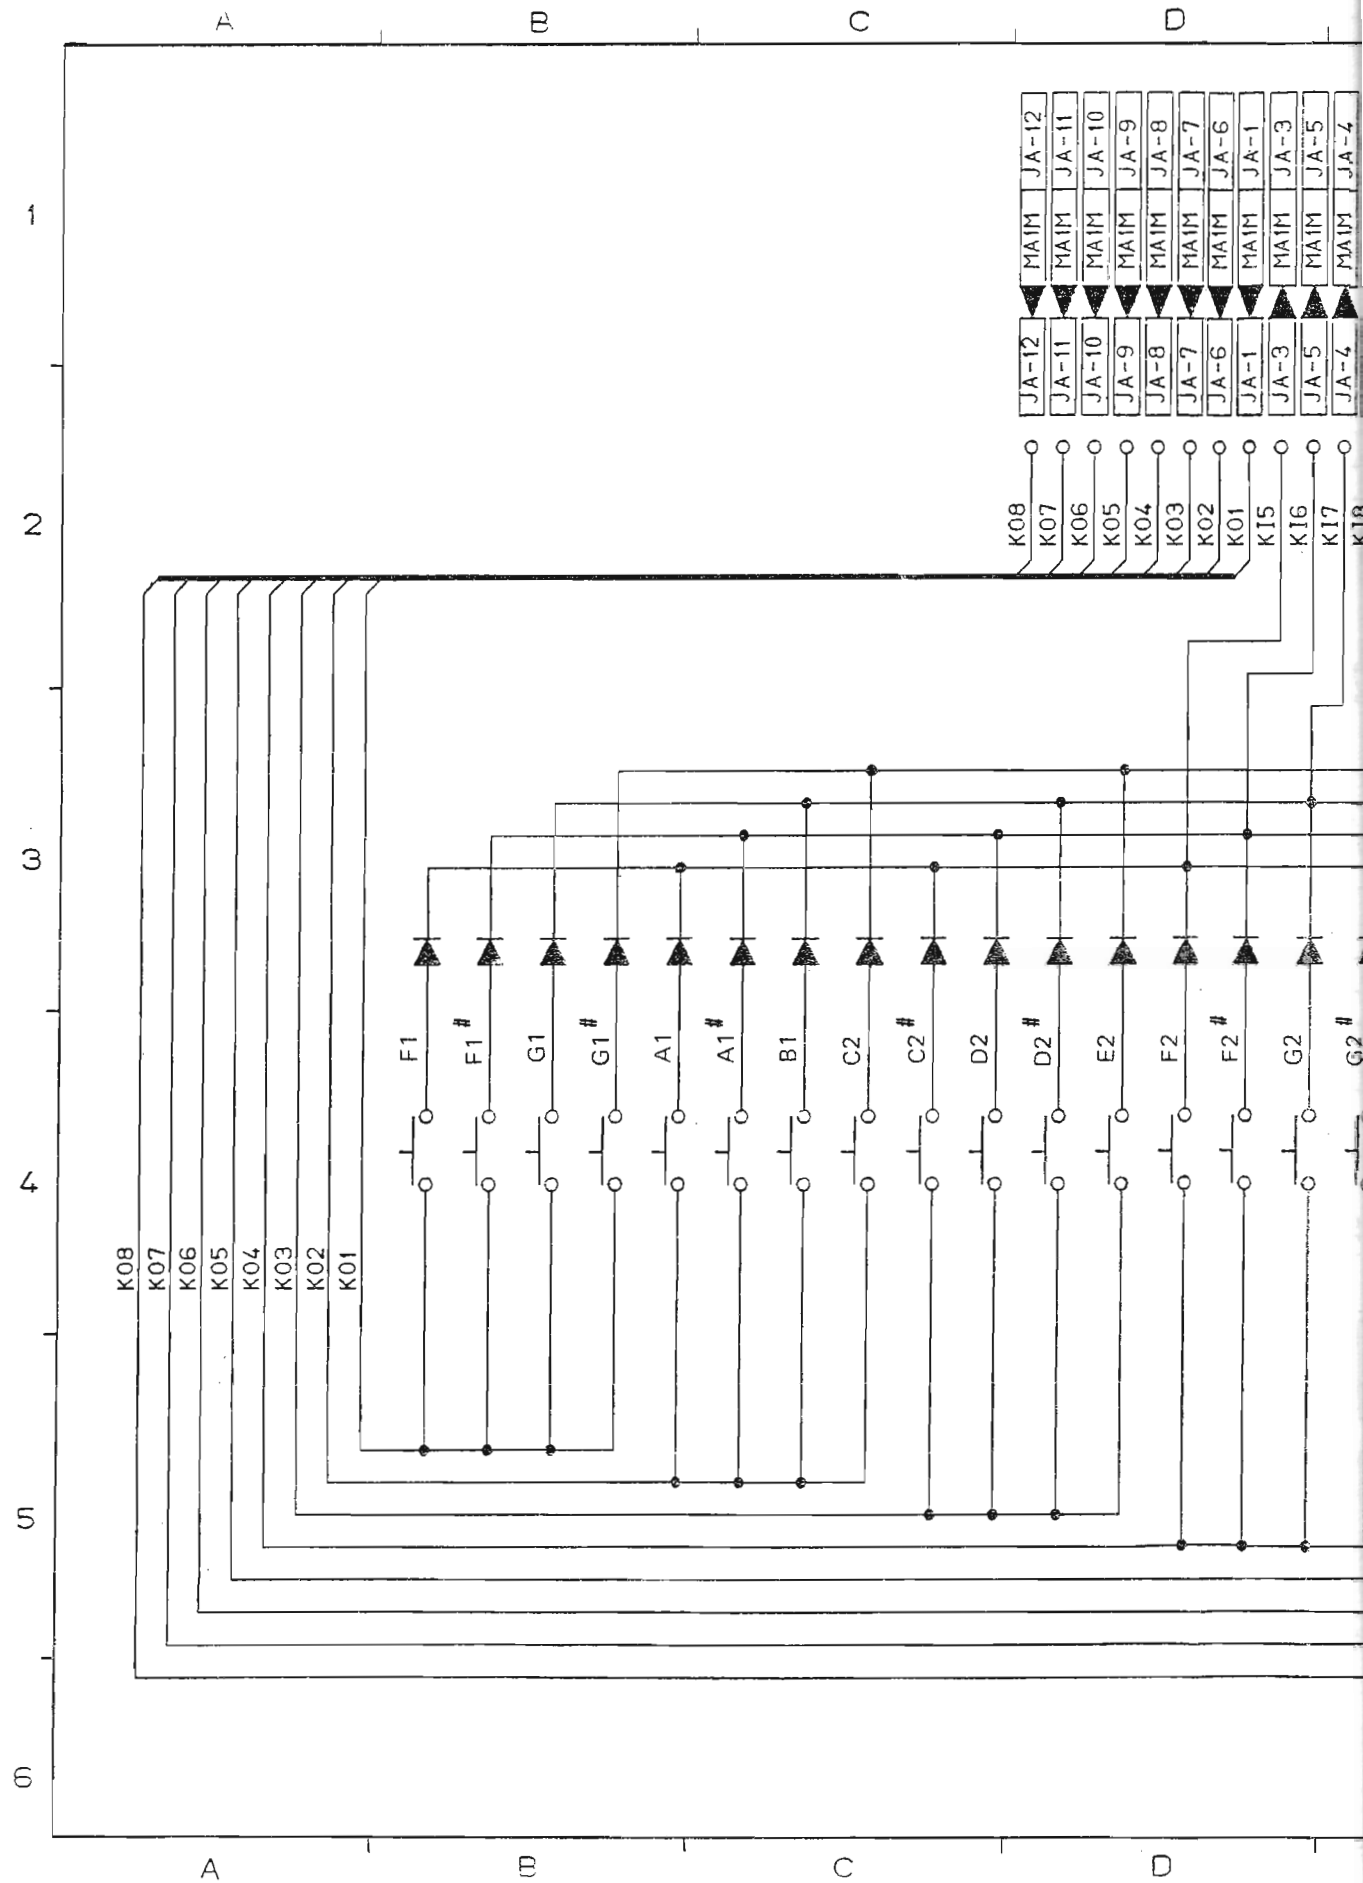 A B C D
JA-12 JA-11 JA-10 JA-9 JA-8 JA-7 JA-6 JA-1 JA-3 JA-5 JA-4
1
MA1M MA1M MA1M MA1M MA1M MA1M MA1M MA1M MA1M MA1M MA1M
JA-12 JA-11 JA-10 JA-9 JA-8 JA-7 JA-6 JA-1 JA-3 JA-5 JA-4
2
K08 K07 K06 K05 K04 K03 K02 K01 KI5 KI6 KI7 KI8
3
F1 F1# G1 G1# A1 A1# B1 C2 C2# D2 D2# E2 F2 F2# G2 G2#
4
K08 K07 K06 K05 K04 K03 K02 K01
5
6
A B C D